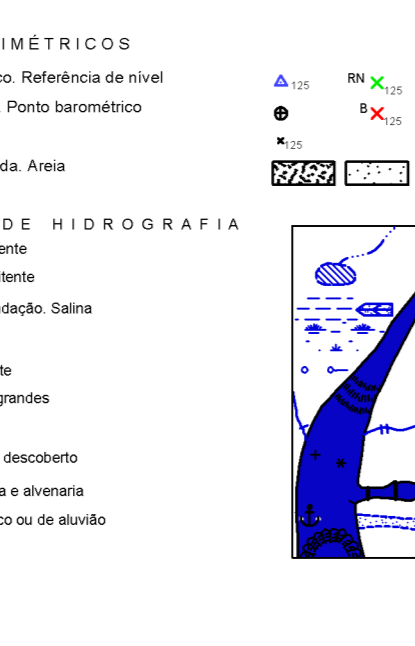 IMÉTRICOS
co. Referência de nível
125 RN 125
. Ponto barométrico
B 125
125
da. Areia
DE HIDROGRAFIA
ente
itente
ndação. Salina
te
grandes
descoberto
a e alvenaria
co ou de aluvião